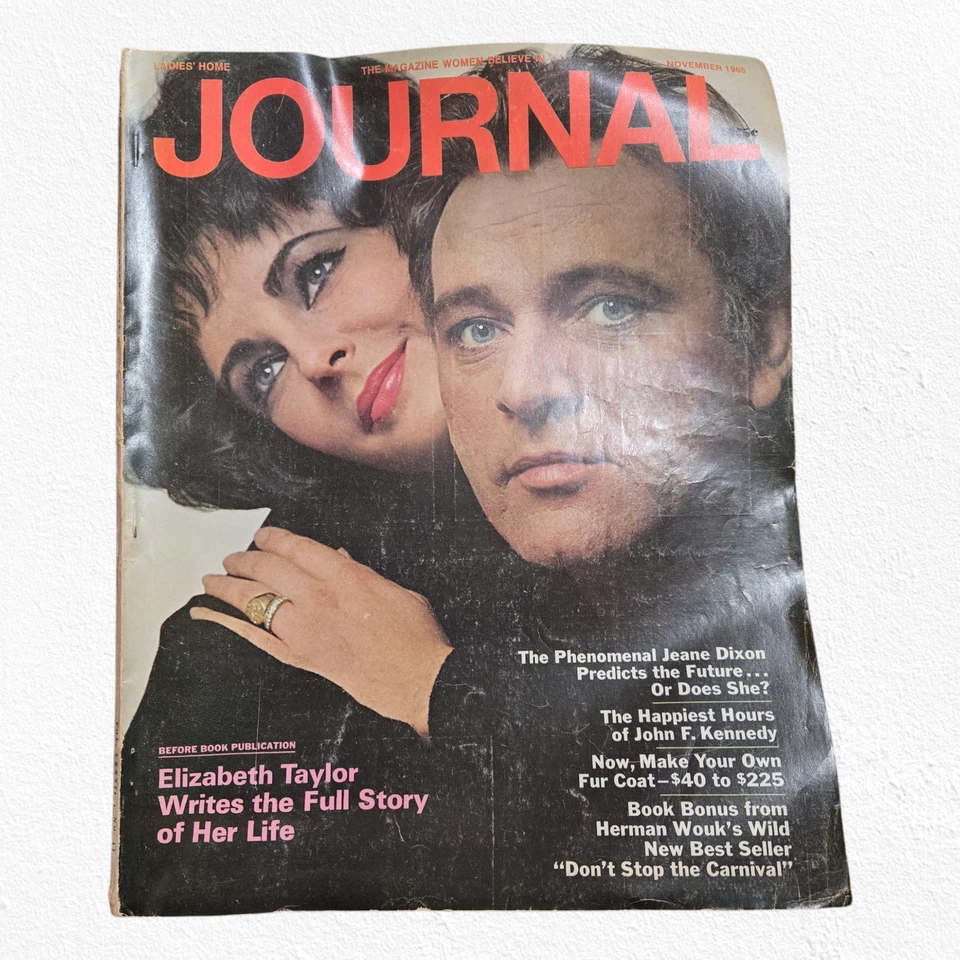 LADIES' HOME
THE MAGAZINE WOMEN BELIEVE IN
NOVEMBER 1965
JOURNAL
The Phenomenal Jeane Dixon
Predicts the Future...
Or Does She?
The Happiest Hours
of John F. Kennedy
Now, Make Your Own
Fur Coat–$40 to $225
Book Bonus from
Herman Wouk's Wild
New Best Seller
“Don't Stop the Carnival”
BEFORE BOOK PUBLICATION
Elizabeth Taylor
Writes the Full Story
of Her Life